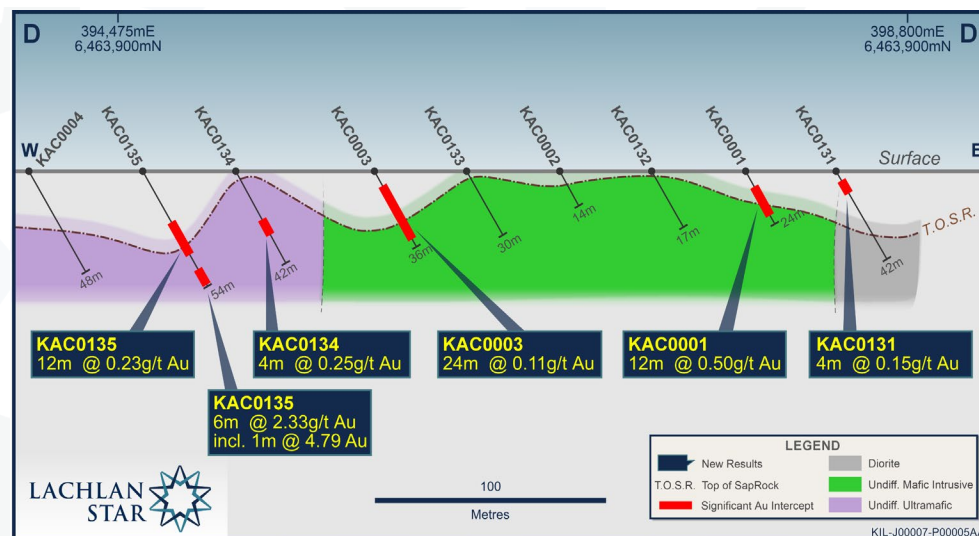 D
394,475mE
6,463,900mN
398,800mE
6,463,900mN
D
KAC0004
KAC0135
KAC0134
KAC0003
KAC0133
KAC0002
KAC0132
KAC0001
KAC0131
W
Surface
E
T.O.S.R.
48m
54m
42m
36m
30m
14m
17m
24m
42m
KAC0135
12m @ 0.23g/t Au
KAC0134
4m @ 0.25g/t Au
KAC0003
24m @ 0.11g/t Au
KAC0001
12m @ 0.50g/t Au
KAC0131
4m @ 0.15g/t Au
KAC0135
6m @ 2.33g/t Au
incl. 1m @ 4.79 Au
LACHLAN
STAR
100
Metres
LEGEND
New Results
T.O.S.R. Top of SapRock
Significant Au Intercept
Diorite
Undiff. Mafic Intrusive
Undiff. Ultramafic
KIL-J00007-P00005A